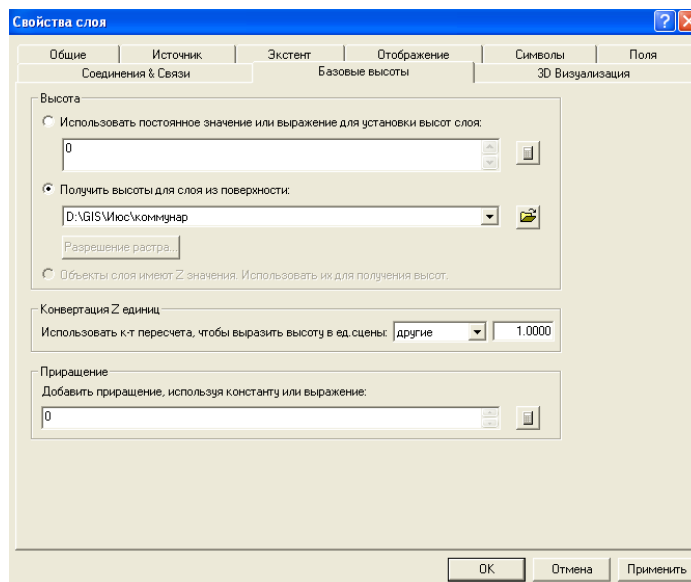 Свойства слоя
Общие Источник Экстент Отображение Символы Поля
Соединения & Связи Базовые высоты 3D Визуализация
Высота
Использовать постоянное значение или выражение для установки высот слоя:
0
Получить высоты для слоя из поверхности:
D:\GIS\Июс\коммунар
Разрешение растра...
Объекты слоя имеют Z значения. Использовать их для получения высот.
Конвертация Z единиц
Использовать к-т пересчета, чтобы выразить высоту в ед.сцены: другие 1.0000
Приращение
Добавить приращение, используя константу или выражение:
0
OK Отмена Применить